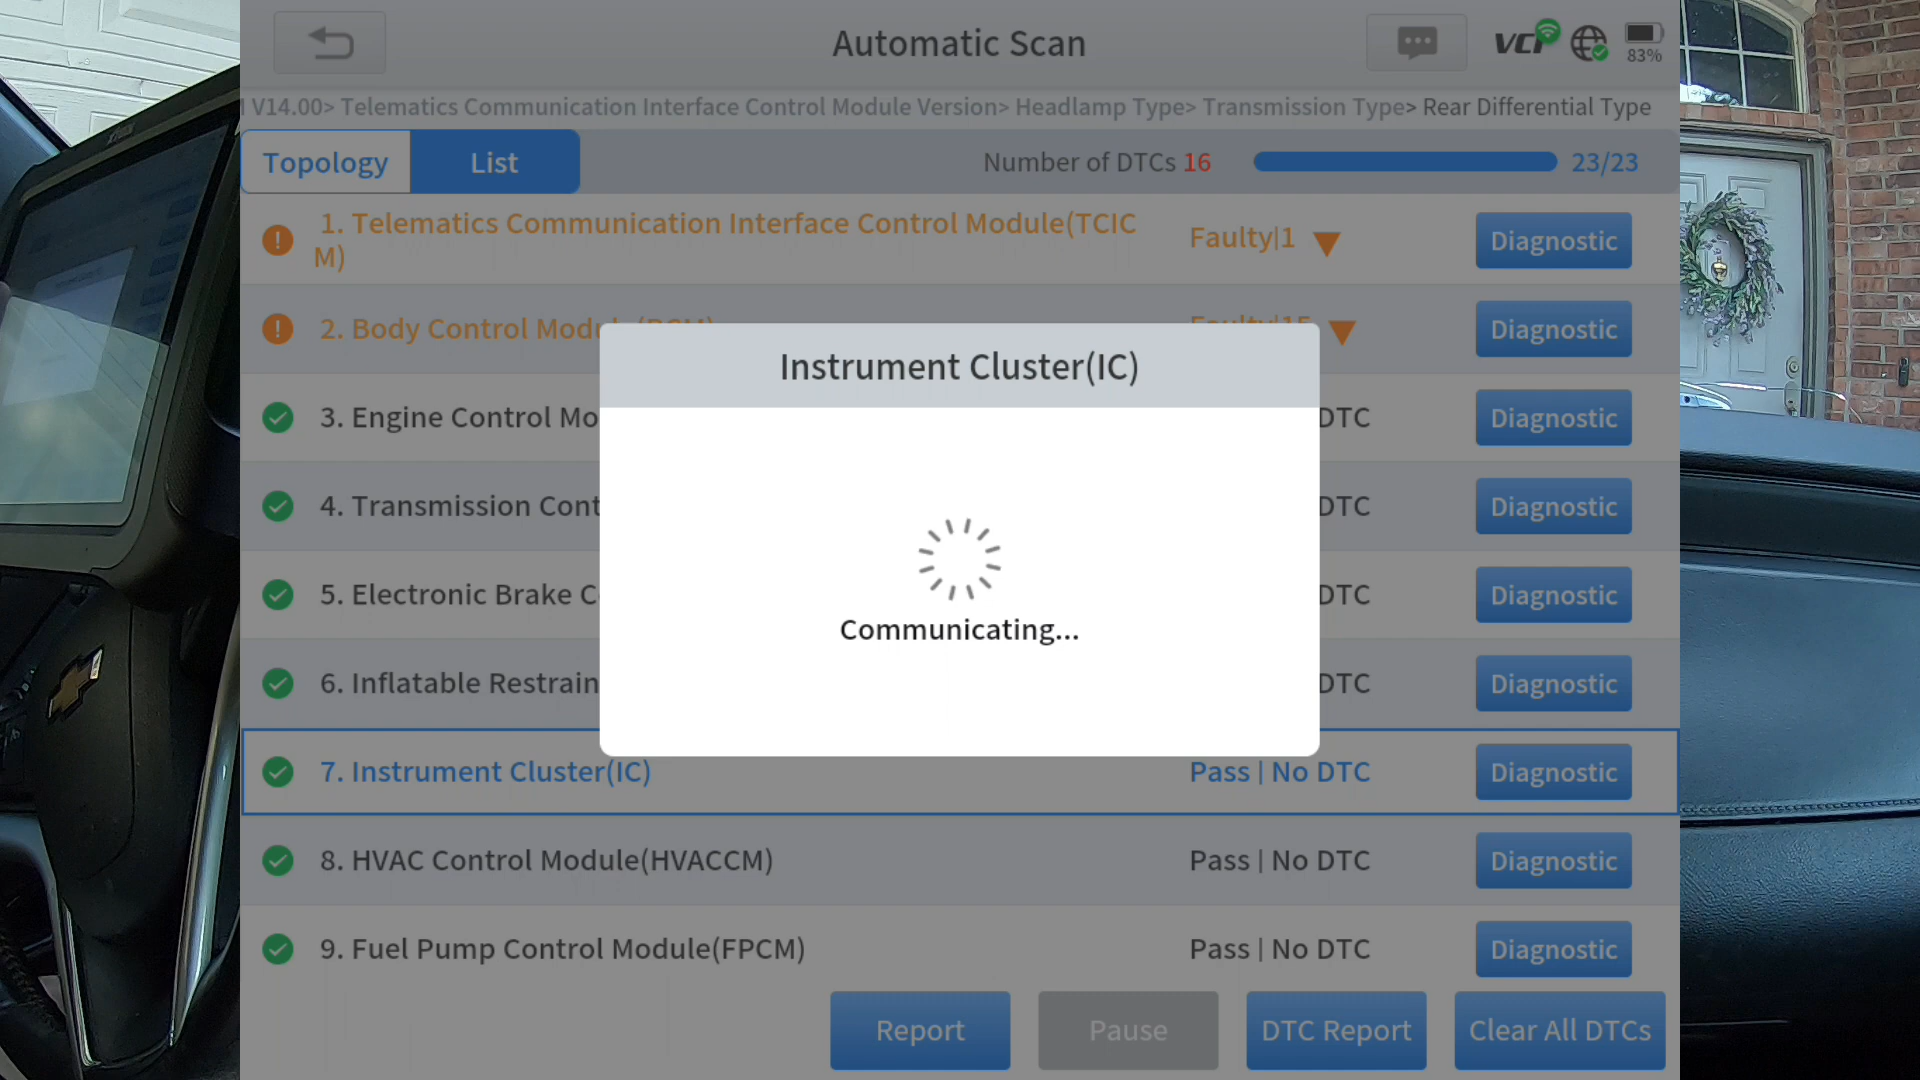 Automatic Scan
VCI
83%
V14.00> Telematics Communication Interface Control Module Version> Headlamp Type> Transmission Type> Rear Differential Type
Topology
List
Number of DTCs 16
23/23
1. Telematics Communication Interface Control Module(TCIC
M)
Faulty|1
Diagnostic
2. Body Control
Faulty|15
Diagnostic
3. Engine Control
DTC
Diagnostic
4. Transmission
DTC
Diagnostic
5. Electronic Brake
DTC
Diagnostic
6. Inflatable
DTC
Diagnostic
Instrument Cluster(IC)
Communicating...
7. Instrument Cluster(IC)
Pass | No DTC
Diagnostic
8. HVAC Control Module(HVACCM)
Pass | No DTC
Diagnostic
9. Fuel Pump Control Module(FPCM)
Pass | No DTC
Diagnostic
Report
Pause
DTC Report
Clear All DTCs